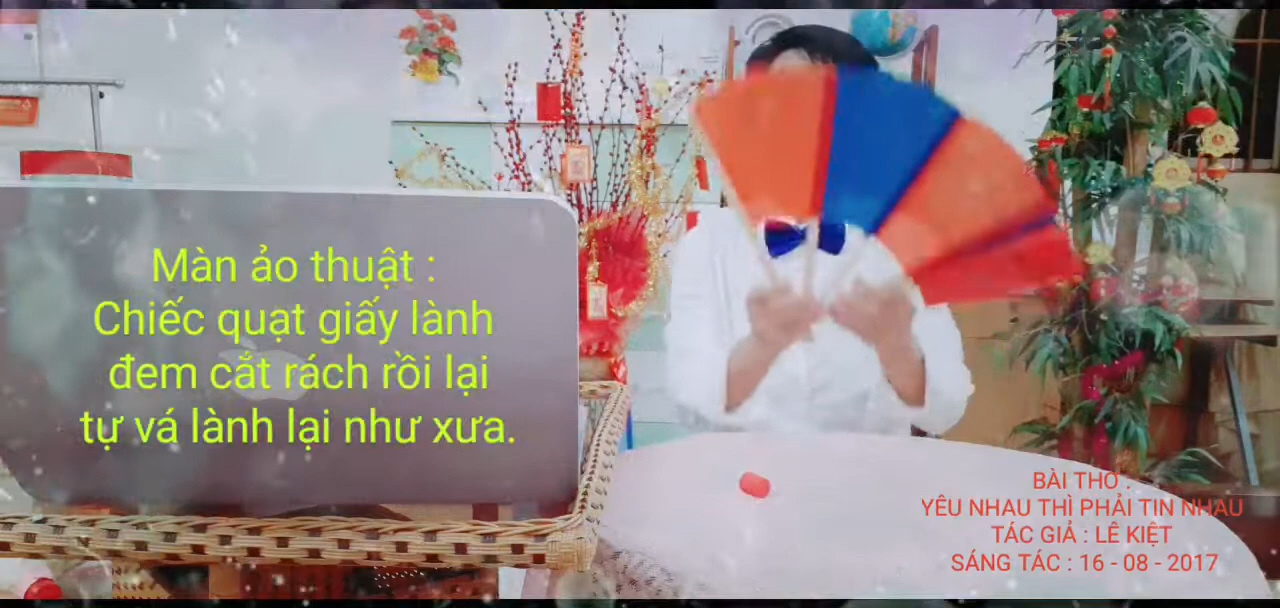 Màn ảo thuật :
Chiếc quạt giấy lành
đem cắt rách rồi lại
tự vá lành lại như xưa.
BÀI THƠ :
YÊU NHAU THÌ PHẢI TIN NHAU
TÁC GIẢ : LÊ KIỆT
SÁNG TÁC : 16 - 08 - 2017